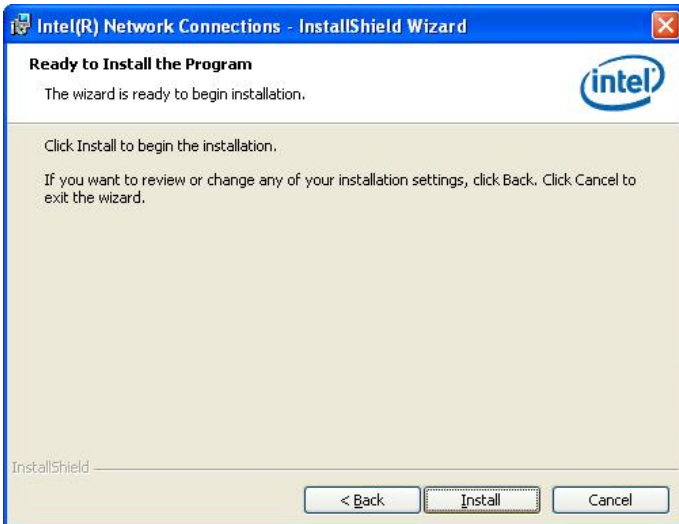 Intel(R) Network Connections - InstallShield Wizard
Ready to Install the Program
The wizard is ready to begin installation.
intel
Click Install to begin the installation.
If you want to review or change any of your installation settings, click Back. Click Cancel to
exit the wizard.
InstallShield
< Back
Install
Cancel